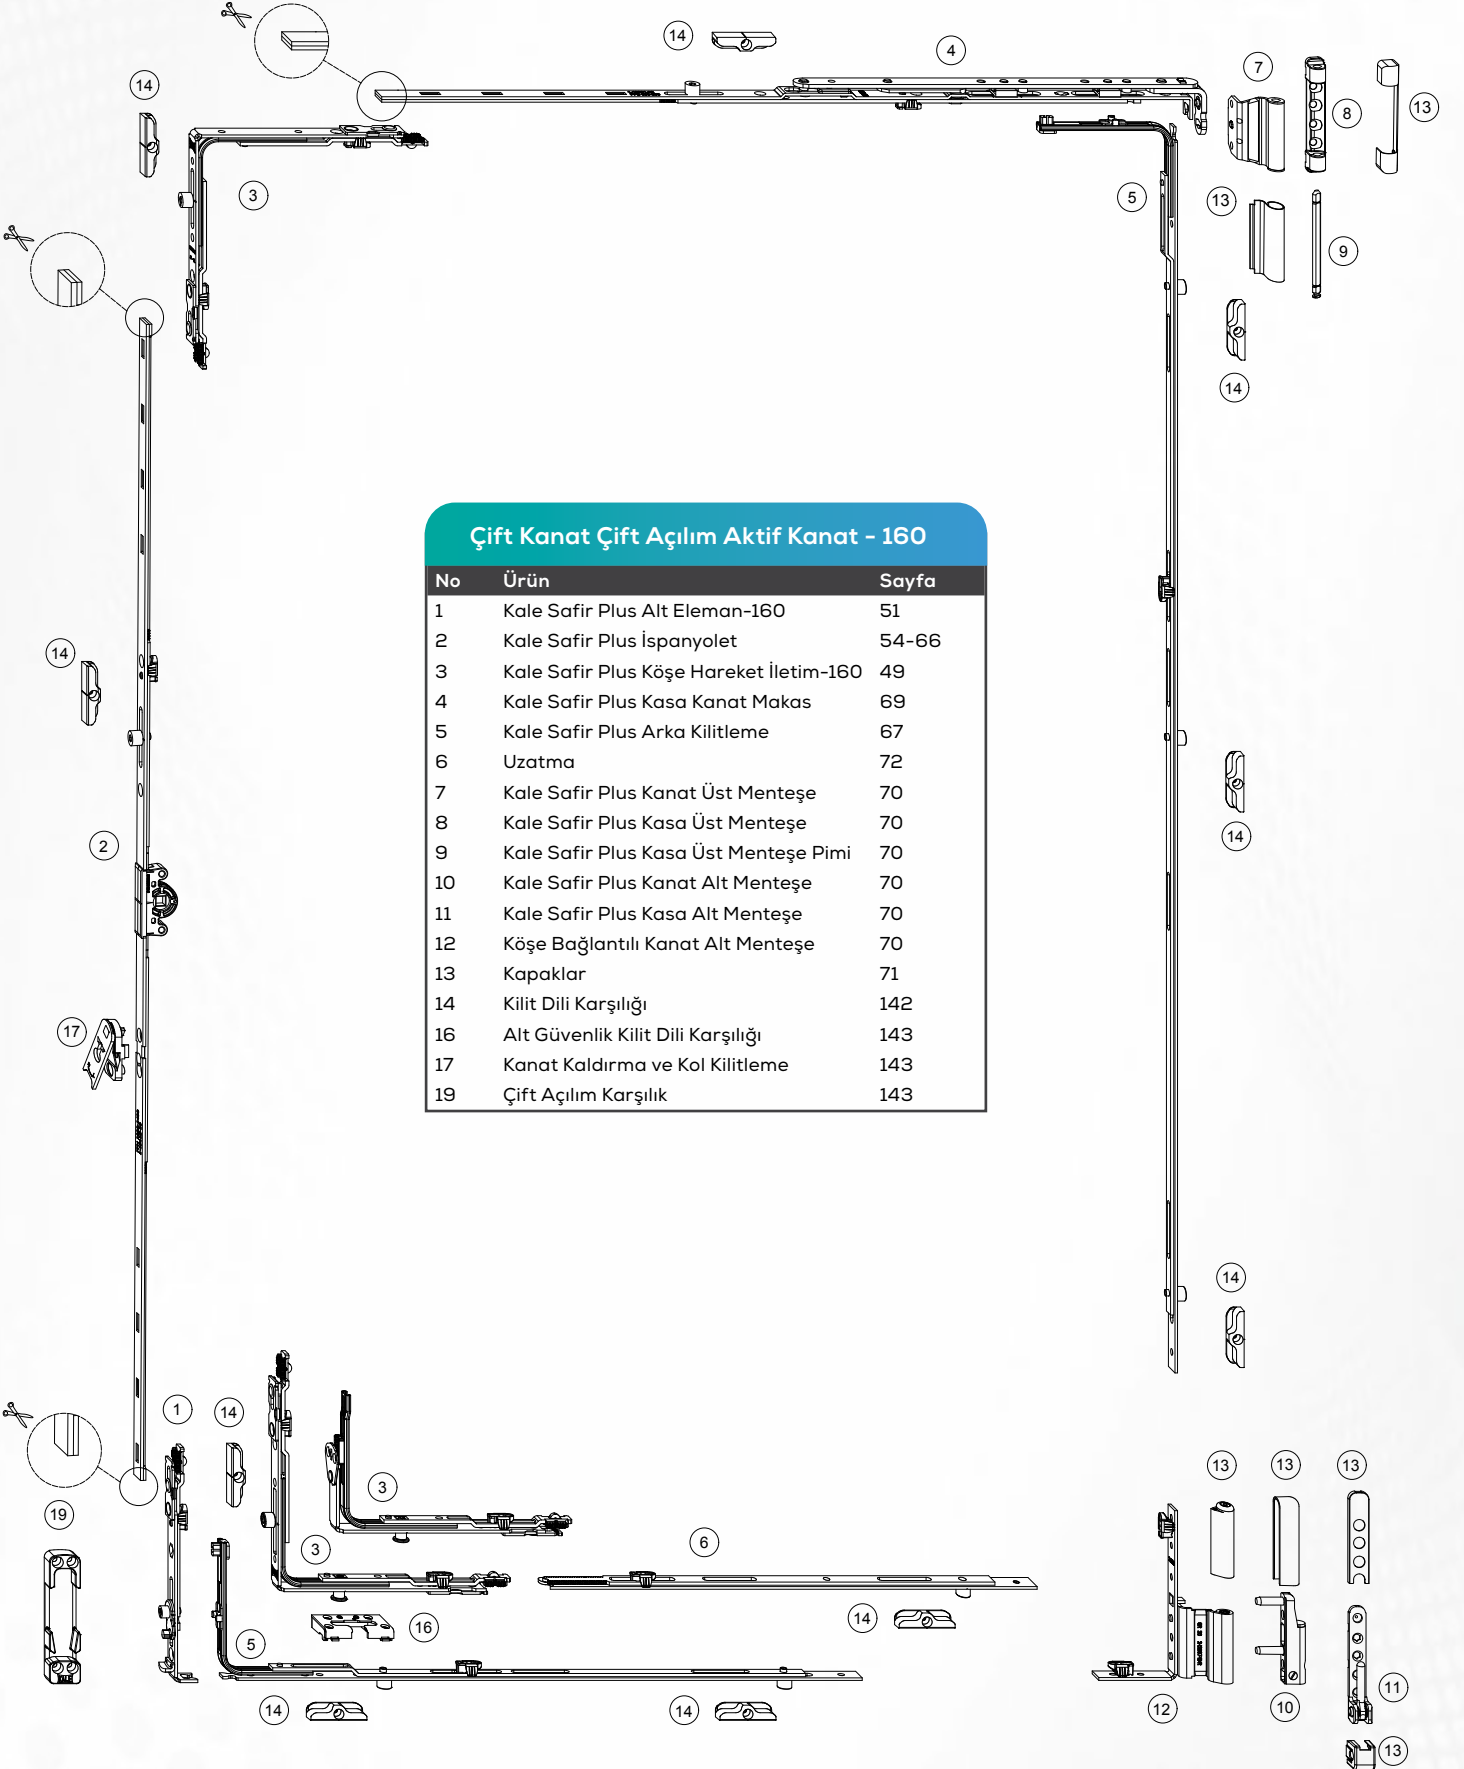 14
4
7
14
8
13
3
5
13
9
14
Çift Kanat Çift Açılım Aktif Kanat - 160
No Ürün Sayfa
1 Kale Safir Plus Alt Eleman-160 51
2 Kale Safir Plus İspanyolet 54-66
3 Kale Safir Plus Köşe Hareket İletim-160 49
4 Kale Safir Plus Kasa Kanat Makas 69
5 Kale Safir Plus Arka Kilitleme 67
6 Uzatma 72
7 Kale Safir Plus Kanat Üst Menteşe 70
8 Kale Safir Plus Kasa Üst Menteşe 70
9 Kale Safir Plus Kasa Üst Menteşe Pimi 70
10 Kale Safir Plus Kanat Alt Menteşe 70
11 Kale Safir Plus Kasa Alt Menteşe 70
12 Köşe Bağlantılı Kanat Alt Menteşe 70
13 Kapaklar 71
14 Kilit Dili Karşılığı 142
16 Alt Güvenlik Kilit Dili Karşılığı 143
17 Kanat Kaldırma ve Kol Kilitleme 143
19 Çift Açılım Karşılık 143
14
2
14
17
14
1
14
13
13
13
3
19
3
6
14
16
5
11
14
14
12
10
13